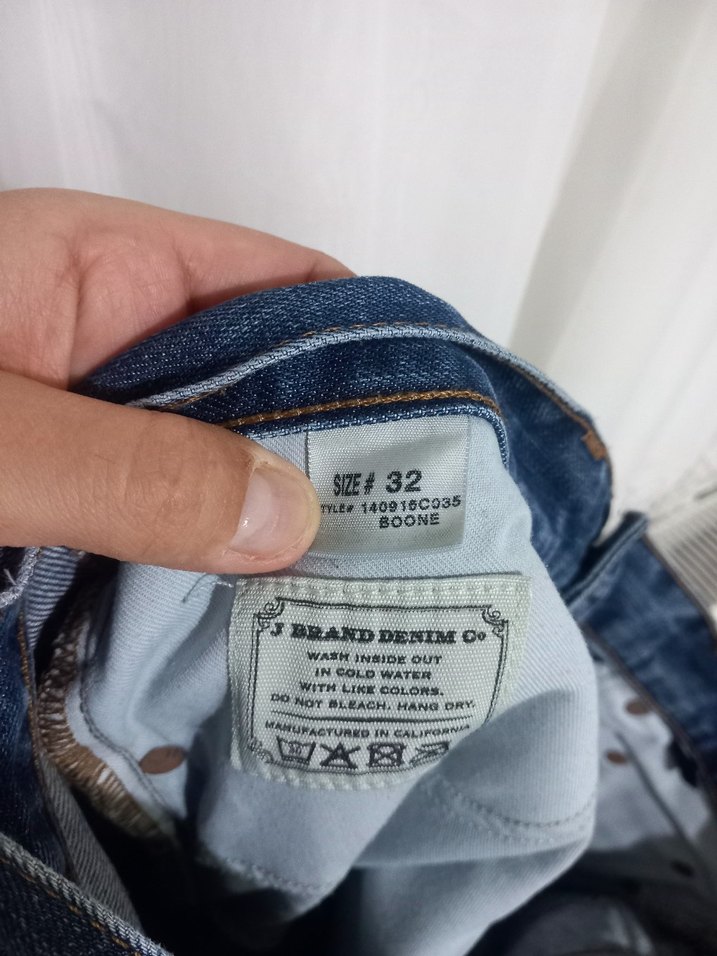 SIZE# 32
TYLE# 140916C035
BOONE
J BRAND DENIM Co
WASH INSIDE OUT
IN COLD WATER
WITH LIKE COLORS.
DO NOT BLEACH. HANG DRY.
MANUFACTURED IN CALIFORNIA